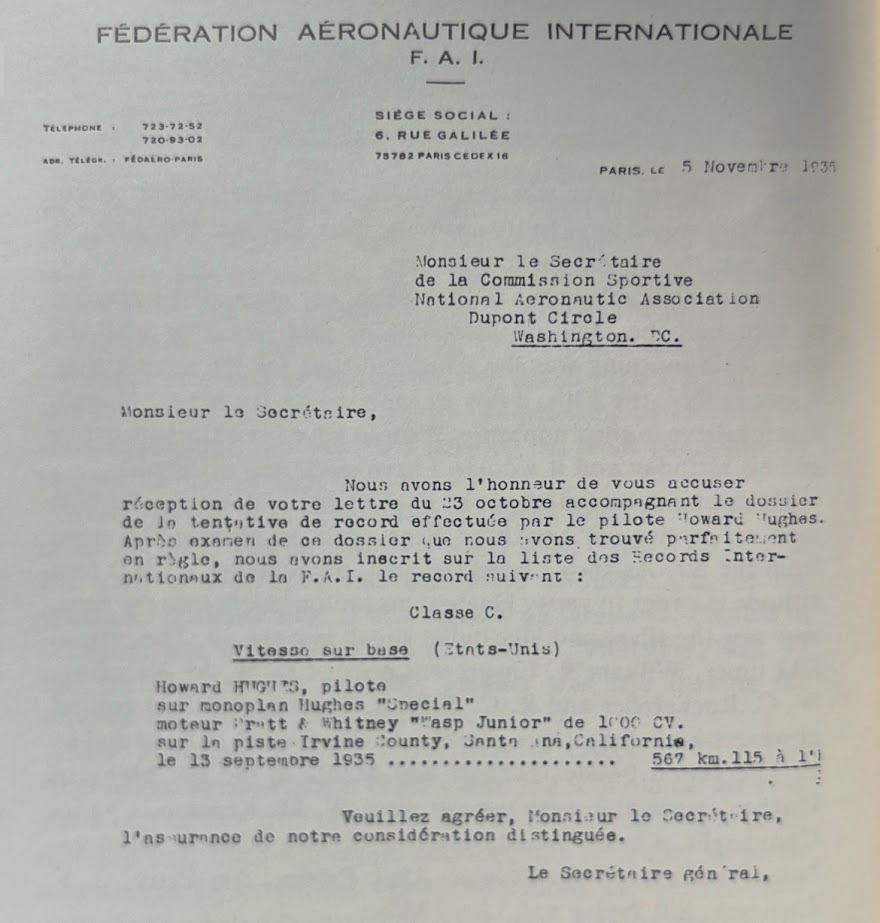 FÉDÉRATION AÉRONAUTIQUE INTERNATIONALE
F. A. I.
TÉLÉPHONE : 723-72-52
720-93-02
ADR. TÉLÉGR. : FÉDAÉRO-PARIS
SIÉGE SOCIAL :
6, RUE GALILÉE
75782 PARIS CEDEX 16
PARIS, LE 5 Novembre 1935
Monsieur le Secrétaire
de la Commission Sportive
National Aeronautic Association
Dupont Circle
Washington. DC.
Monsieur le Secrétaire,
Nous avons l'honneur de vous accuser
réception de votre lettre du 23 octobre accompagnant le dossier
de la tentative de record effectuée par le pilote Howard Hughes.
Après examen de ce dossier que nous avons trouvé parfaitement
en règle, nous avons inscrit sur la liste des Records Inter-
nationaux de la F.A.I. le record suivant :
Classe C.
Vitesse sur base (Etats-Unis)
Howard HUGHES, pilote
sur monoplan Hughes "Special"
moteur Pratt & Whitney "Wasp Junior" de 1000 CV.
sur la piste Irvine County, Santa Ana, California,
le 13 septembre 1935 ..................... 567 km.115 à l'
Veuillez agréer, Monsieur le Secrétaire,
l'assurance de notre considération distinguée.
Le Secrétaire général,